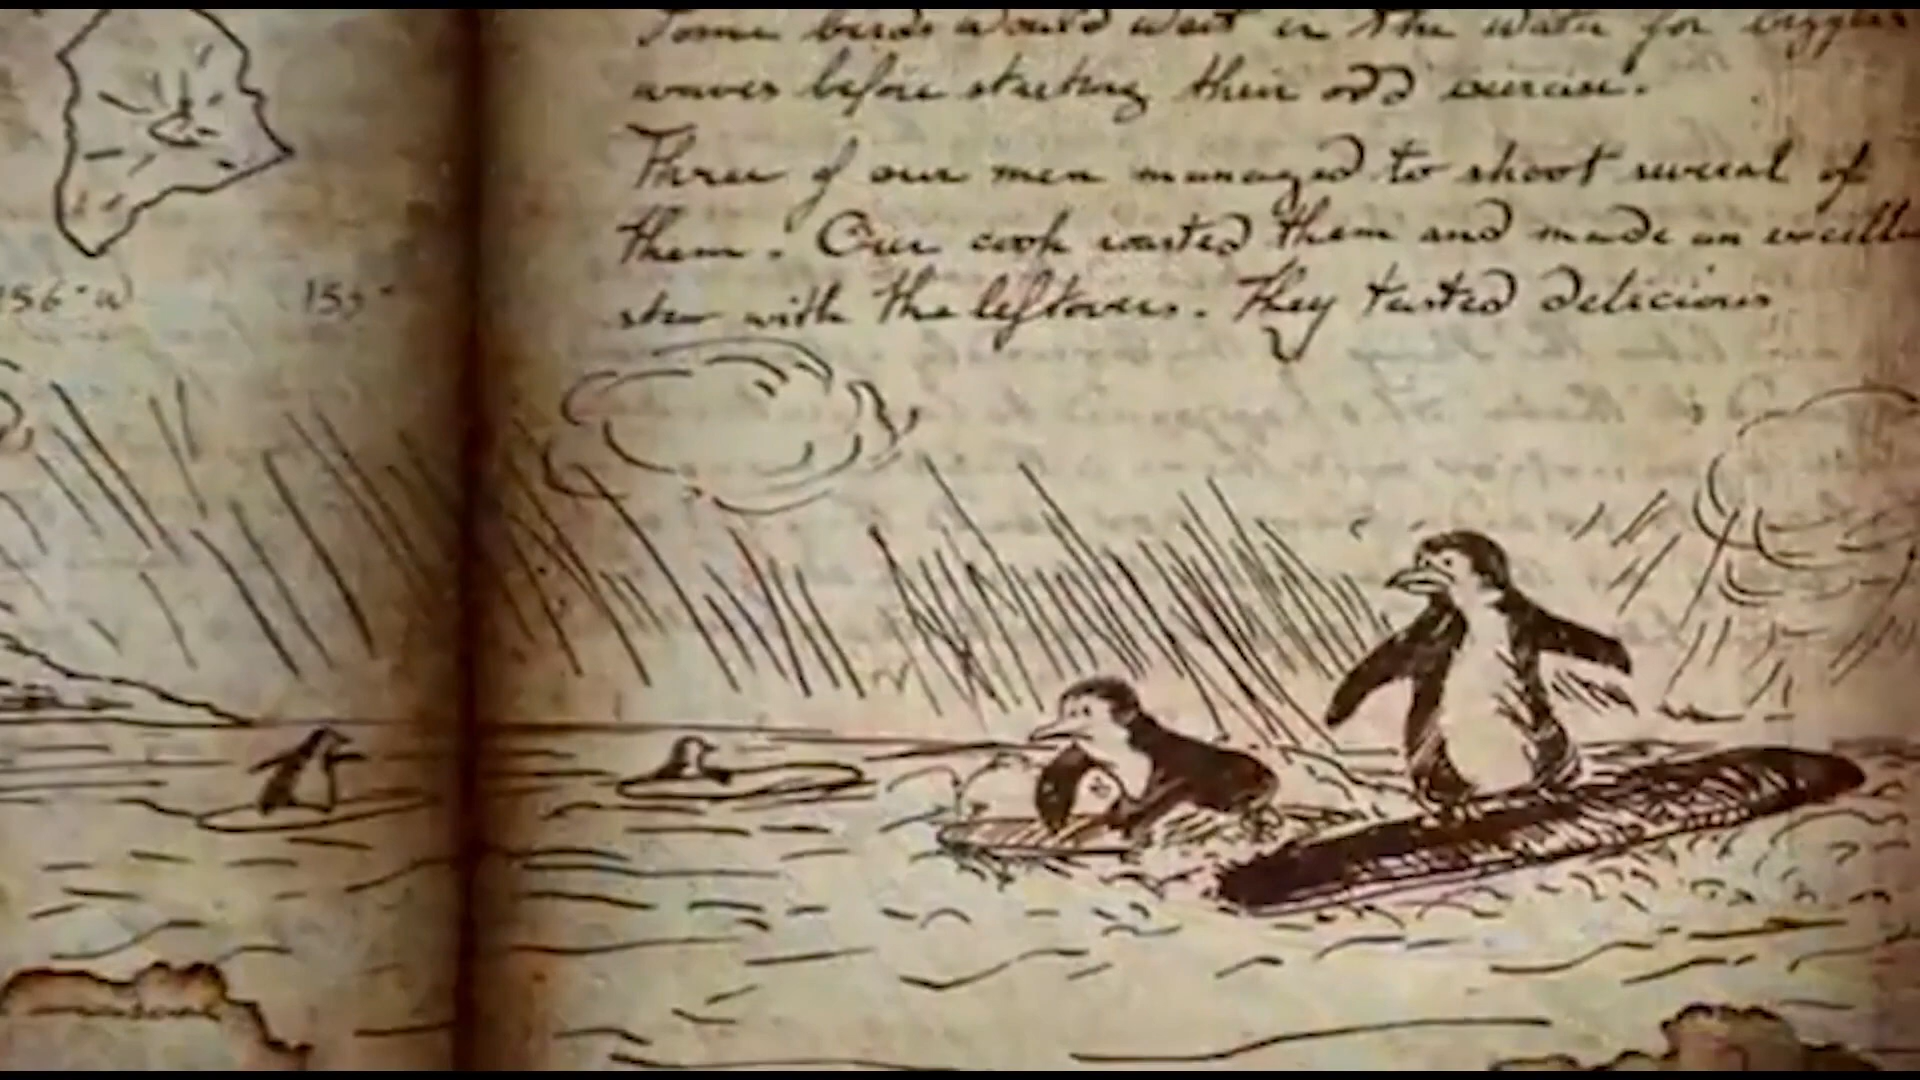 156° W 155°
Some birds would wait in the water for bigger
waves before starting their odd exercise.
Three of our men managed to shoot several of
them. Our cook roasted them and made an excelle
stew with the leftovers. They tasted delicious